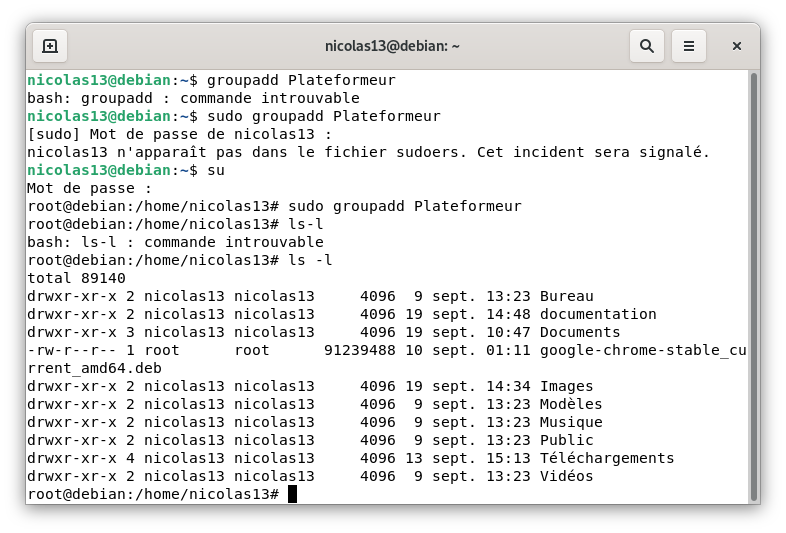 nicolas13@debian: ~
nicolas13@debian:~$ groupadd Plateformeur
bash: groupadd : commande introuvable
nicolas13@debian:~$ sudo groupadd Plateformeur
[sudo] Mot de passe de nicolas13 :
nicolas13 n'apparaît pas dans le fichier sudoers. Cet incident sera signalé.
nicolas13@debian:~$ su
Mot de passe :
root@debian:/home/nicolas13# sudo groupadd Plateformeur
root@debian:/home/nicolas13# ls-l
bash: ls-l : commande introuvable
root@debian:/home/nicolas13# ls -l
total 89140
drwxr-xr-x 2 nicolas13 nicolas13     4096  9 sept. 13:23 Bureau
drwxr-xr-x 2 nicolas13 nicolas13     4096 19 sept. 14:48 documentation
drwxr-xr-x 3 nicolas13 nicolas13     4096 19 sept. 10:47 Documents
-rw-r--r-- 1 root      root      91239488 10 sept. 01:11 google-chrome-stable_cu
rrent_amd64.deb
drwxr-xr-x 2 nicolas13 nicolas13     4096 19 sept. 14:34 Images
drwxr-xr-x 2 nicolas13 nicolas13     4096  9 sept. 13:23 Modèles
drwxr-xr-x 2 nicolas13 nicolas13     4096  9 sept. 13:23 Musique
drwxr-xr-x 2 nicolas13 nicolas13     4096  9 sept. 13:23 Public
drwxr-xr-x 4 nicolas13 nicolas13     4096 13 sept. 15:13 Téléchargements
drwxr-xr-x 2 nicolas13 nicolas13     4096  9 sept. 13:23 Vidéos
root@debian:/home/nicolas13#